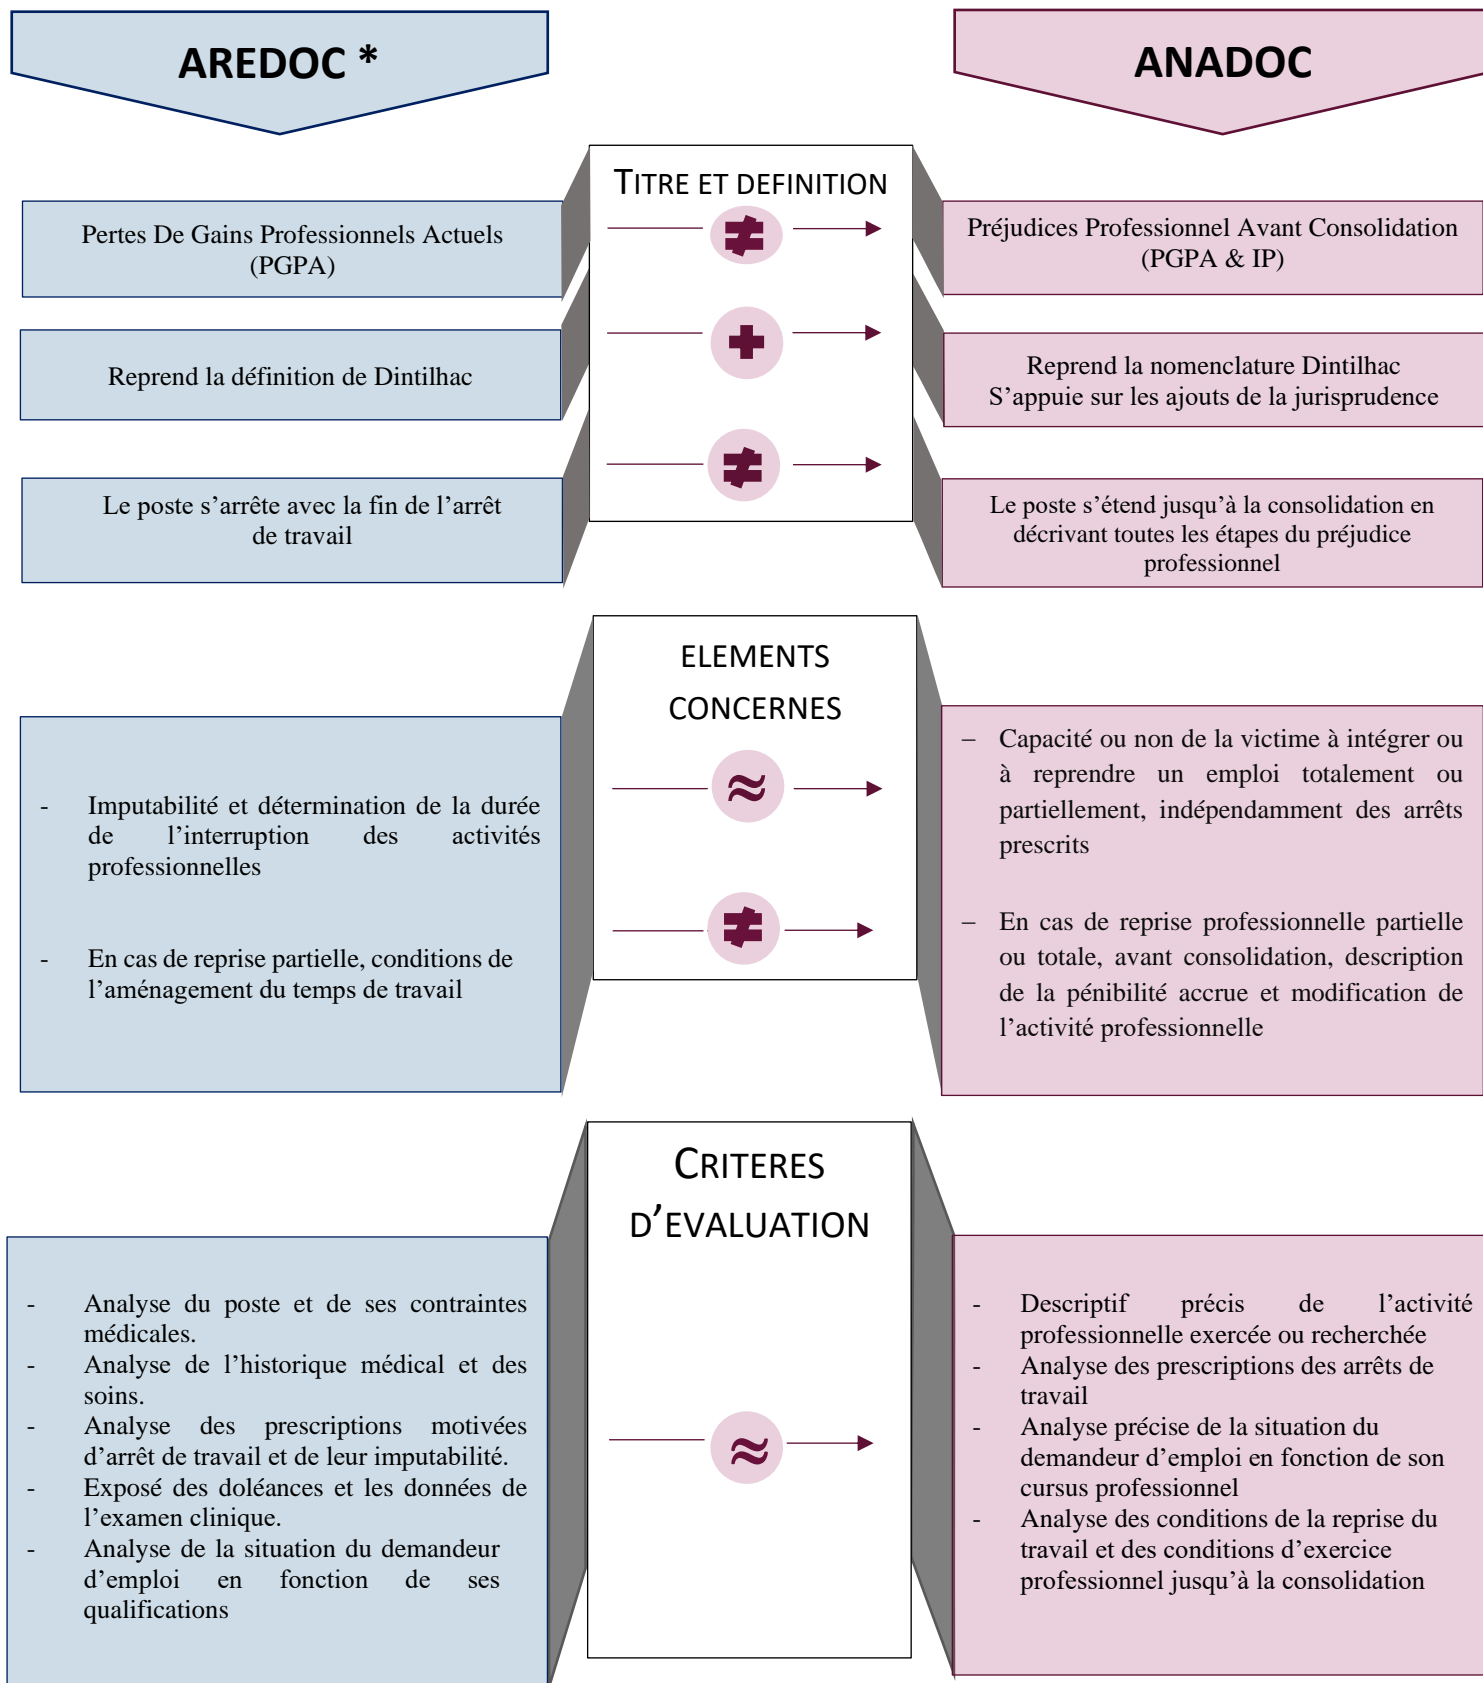 AREDOC *
ANADOC
TITRE ET DEFINITION
Pertes De Gains Professionnels Actuels
(PGPA)
≠
Préjudices Professionnel Avant Consolidation
(PGPA & IP)
Reprend la définition de Dintilhac
+
Reprend la nomenclature Dintilhac
S’appuie sur les ajouts de la jurisprudence
Le poste s’arrête avec la fin de l’arrêt
de travail
≠
Le poste s’étend jusqu’à la consolidation en
décrivant toutes les étapes du préjudice
professionnel
ELEMENTS
CONCERNES
- Imputabilité et détermination de la durée
de l’interruption des activités
professionnelles
- En cas de reprise partielle, conditions de
l’aménagement du temps de travail
≈
≠
– Capacité ou non de la victime à intégrer ou
à reprendre un emploi totalement ou
partiellement, indépendamment des arrêts
prescrits
– En cas de reprise professionnelle partielle
ou totale, avant consolidation, description
de la pénibilité accrue et modification de
l’activité professionnelle
CRITERES
D’EVALUATION
- Analyse du poste et de ses contraintes
médicales.
- Analyse de l’historique médical et des
soins.
- Analyse des prescriptions motivées
d’arrêt de travail et de leur imputabilité.
- Exposé des doléances et les données de
l’examen clinique.
- Analyse de la situation du demandeur
d’emploi en fonction de ses
qualifications
≈
- Descriptif précis de l’activité
professionnelle exercée ou recherchée
- Analyse des prescriptions des arrêts de
travail
- Analyse précise de la situation du
demandeur d’emploi en fonction de son
cursus professionnel
- Analyse des conditions de la reprise du
travail et des conditions d’exercice
professionnel jusqu’à la consolidation